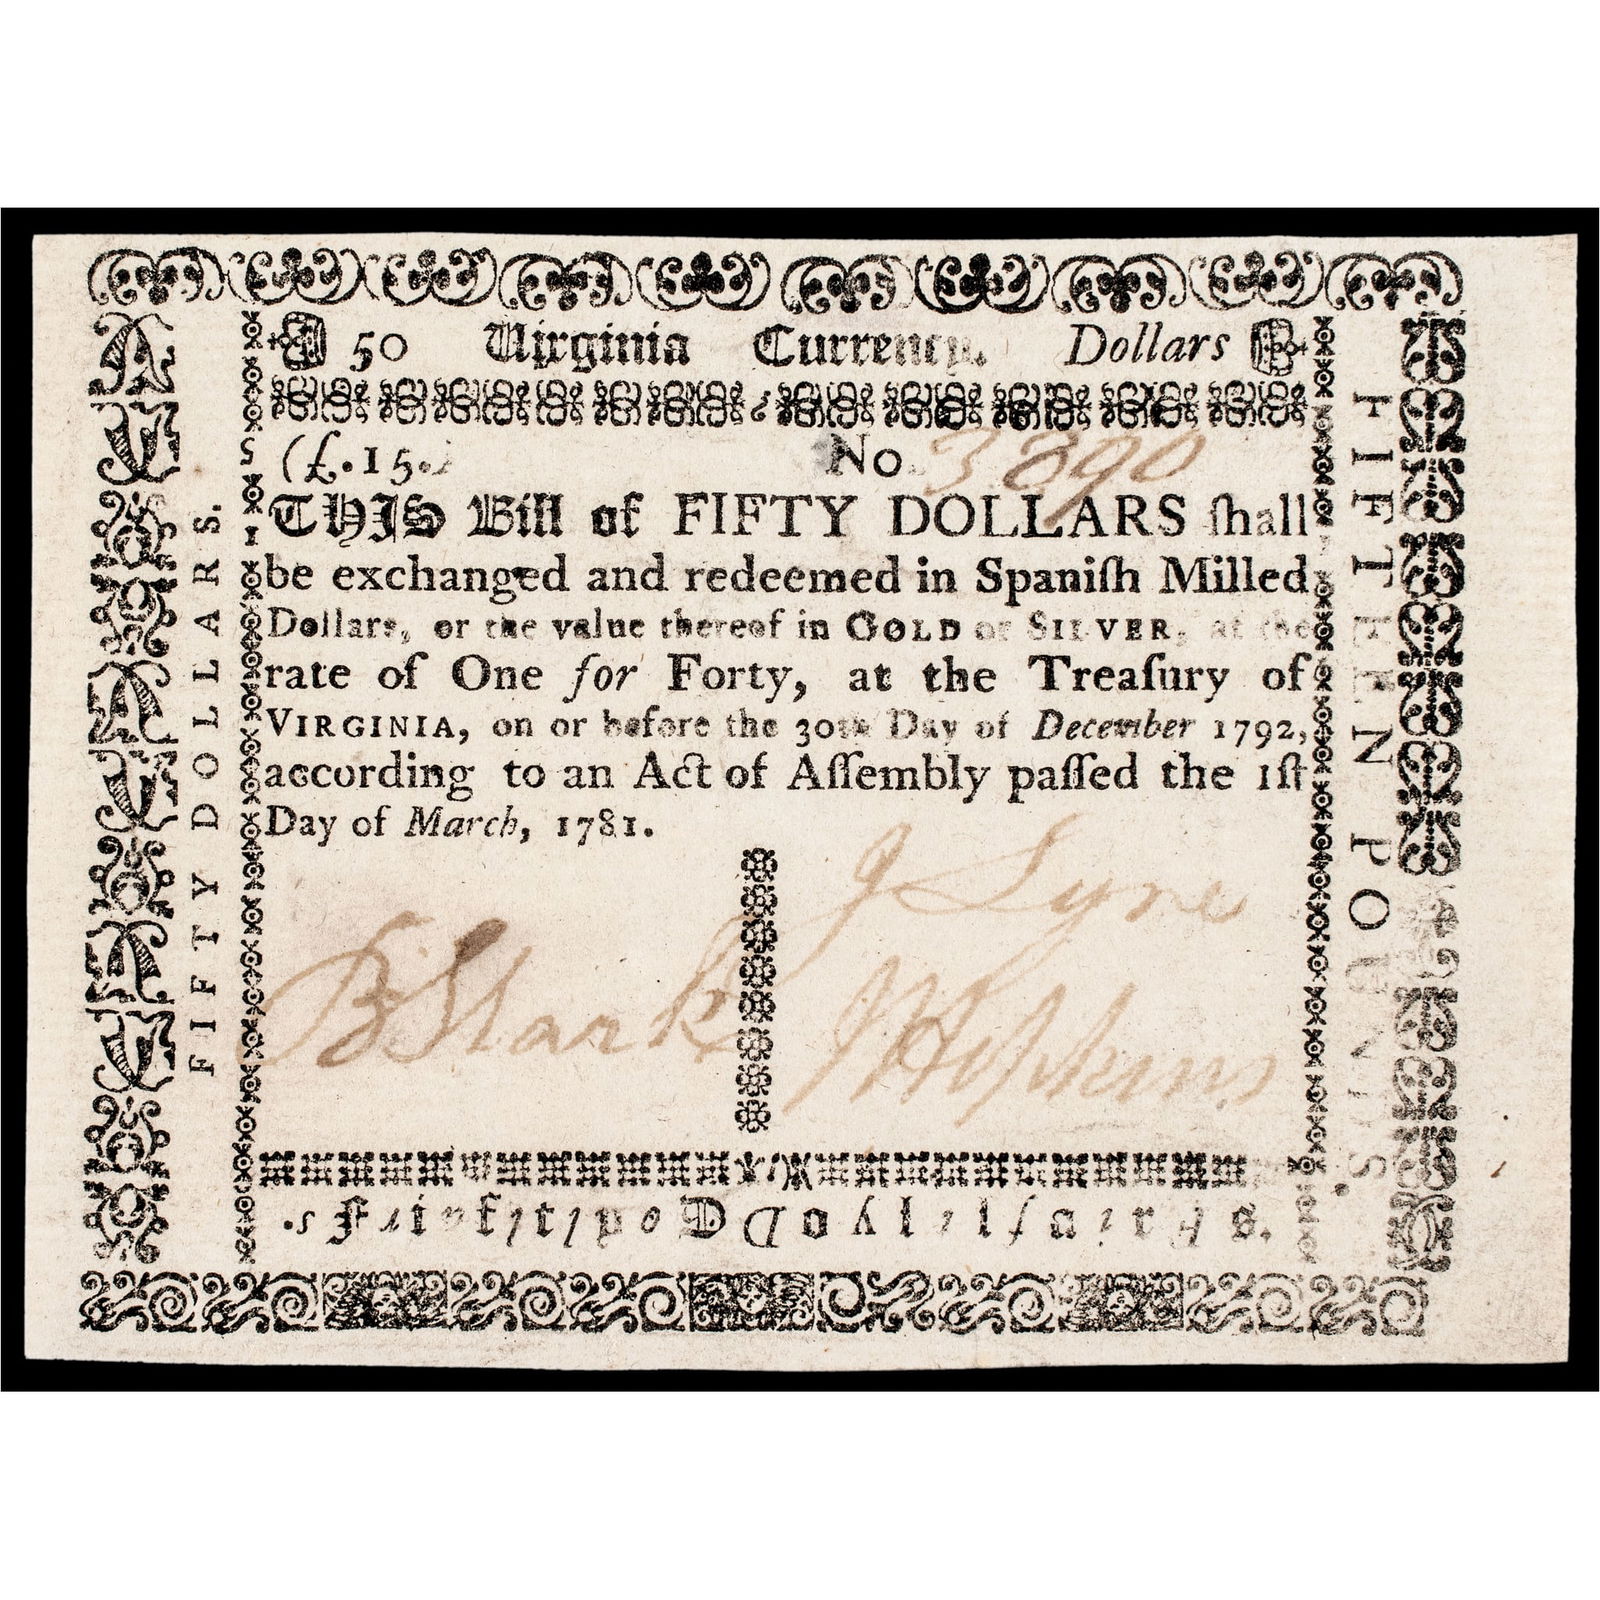 50 Virginia Currency. Dollars
(£.15.) No. 3890
THIS Bill of FIFTY DOLLARS ſhall
be exchanged and redeemed in Spaniſh Milled
Dollars, or the value thereof in GOLD or SILVER, at the
rate of One for Forty, at the Treaſury of
VIRGINIA, on or before the 30th Day of December 1792,
according to an Act of Aſſembly paſſed the 1ſt
Day of March, 1781.
J Lyne
B Stark
J Hopkins
FIFTY DOLLARS.
FIFTEEN POUNDS.